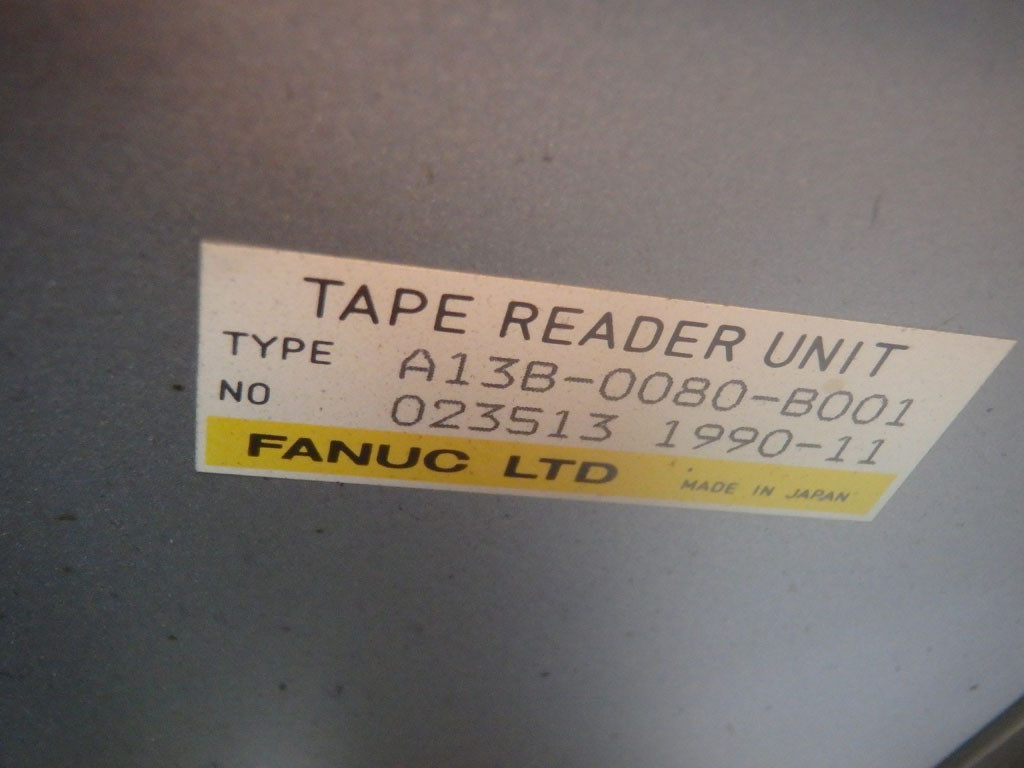 TAPE READER UNIT
TYPE A13B-0080-B001
NO 023513 1990-11
FANUC LTD MADE IN JAPAN